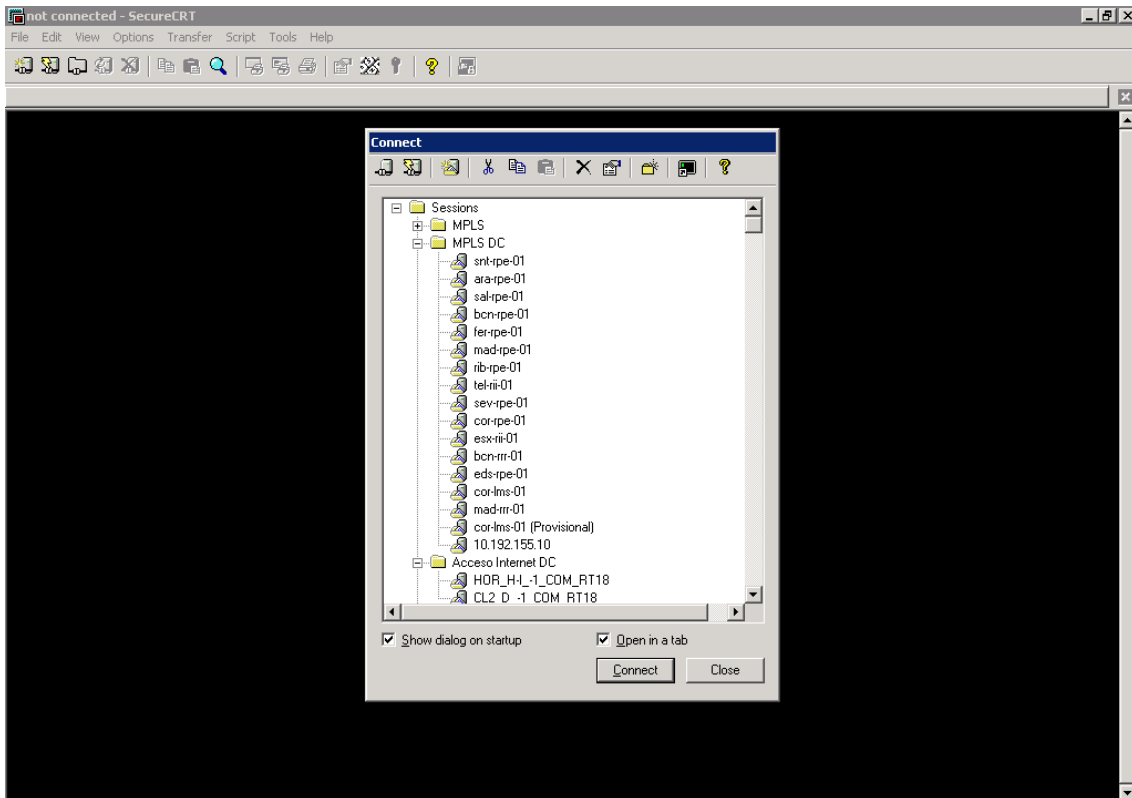 not connected - SecureCRT
File Edit View Options Transfer Script Tools Help
Connect
Sessions
MPLS
MPLS DC
snt-rpe-01
ara-rpe-01
sal-rpe-01
bcn-rpe-01
fer-rpe-01
mad-rpe-01
rib-rpe-01
tel-rii-01
sev-rpe-01
cor-rpe-01
esx-rii-01
bcn-rrr-01
eds-rpe-01
cor-lms-01
mad-rrr-01
cor-lms-01 (Provisional)
10.192.155.10
Acceso Internet DC
HOR_H-I_-1_COM_RT18
CL2_D_-1_COM_RT18
Show dialog on startup
Open in a tab
Connect Close